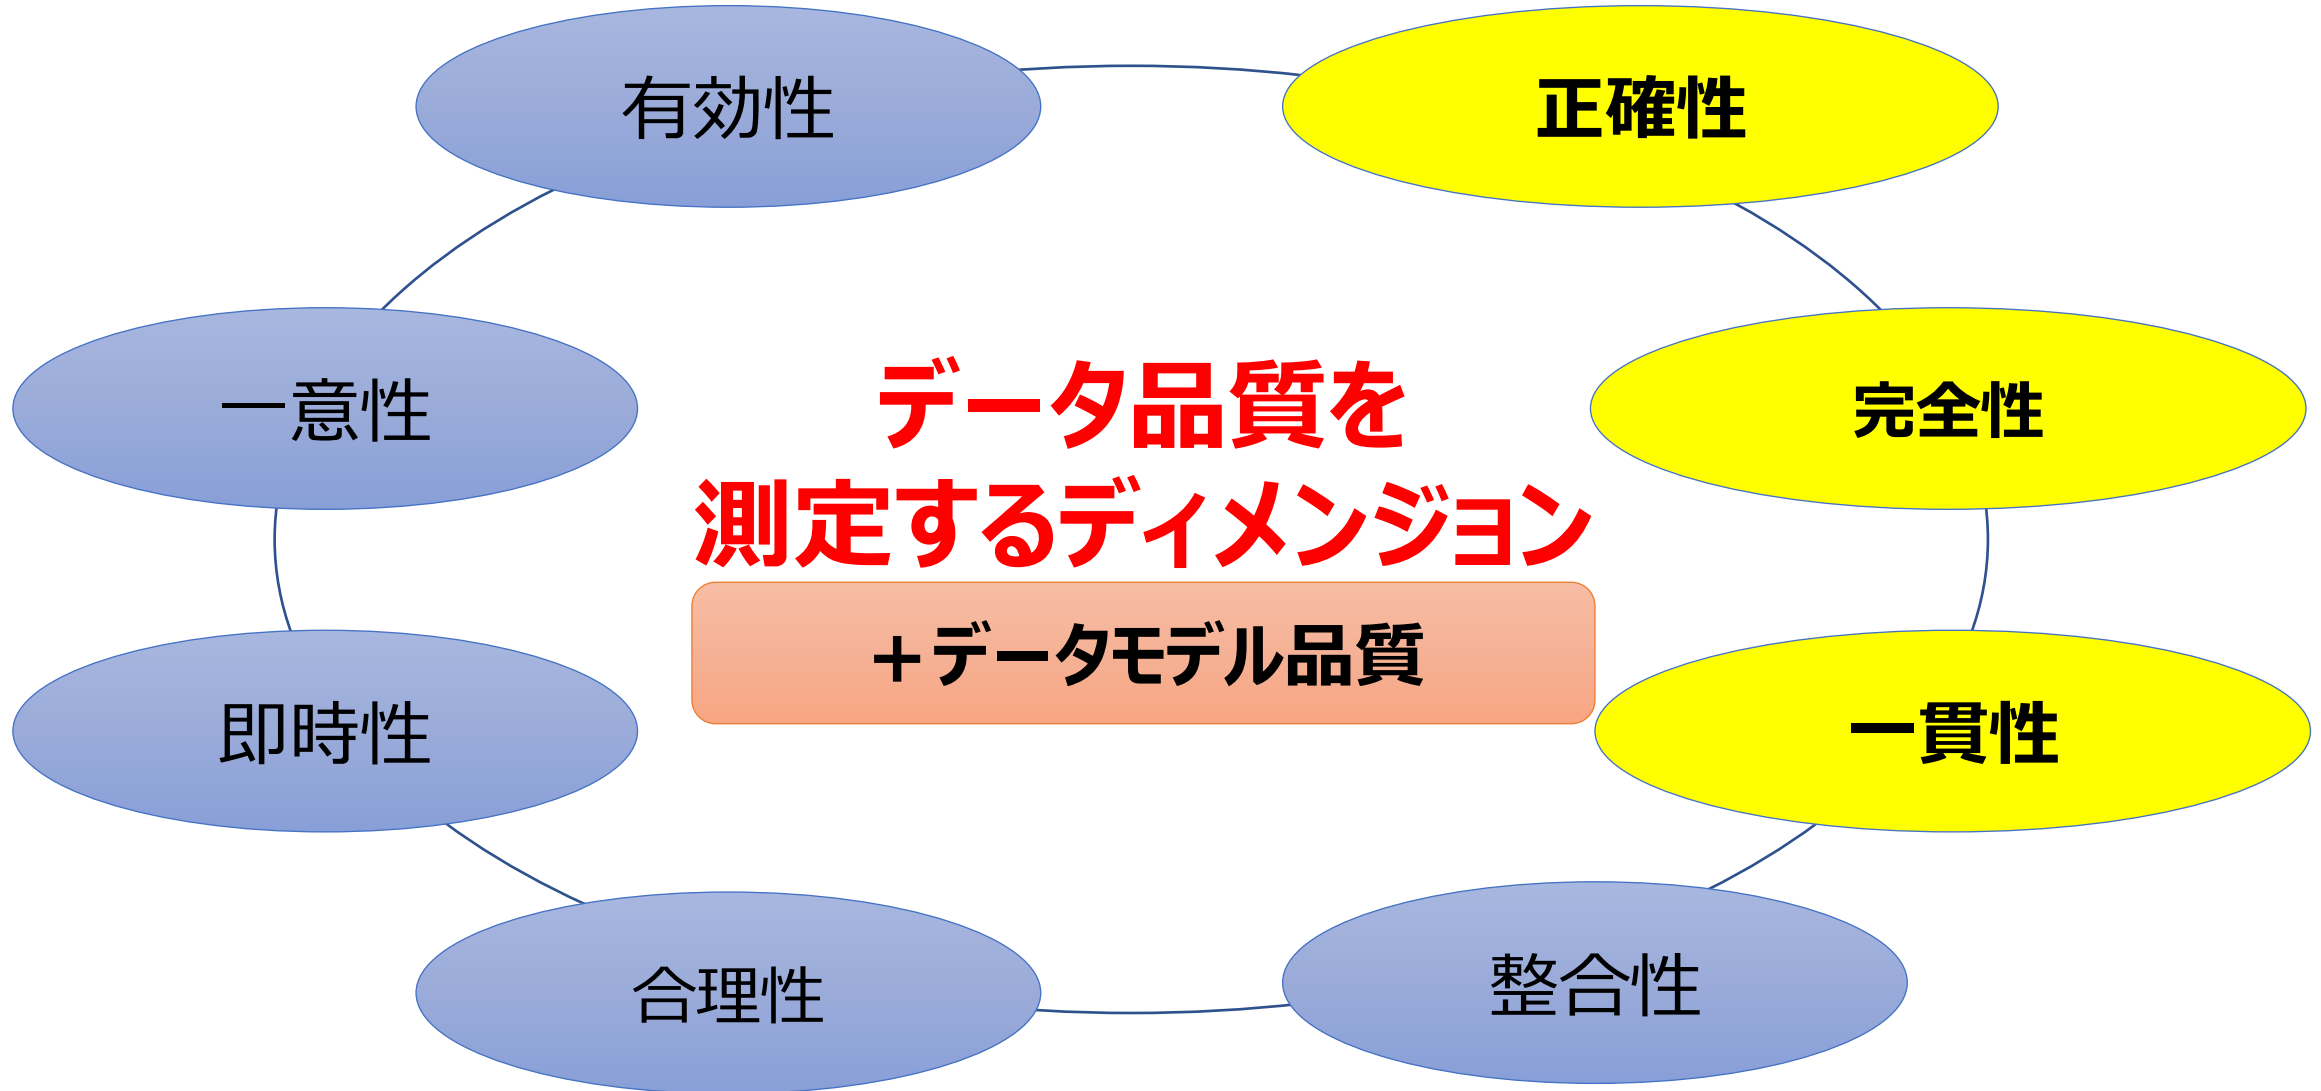 有効性
正確性
一意性
完全性
データ品質を
測定するディメンション
+データモデル品質
即時性
一貫性
合理性
整合性